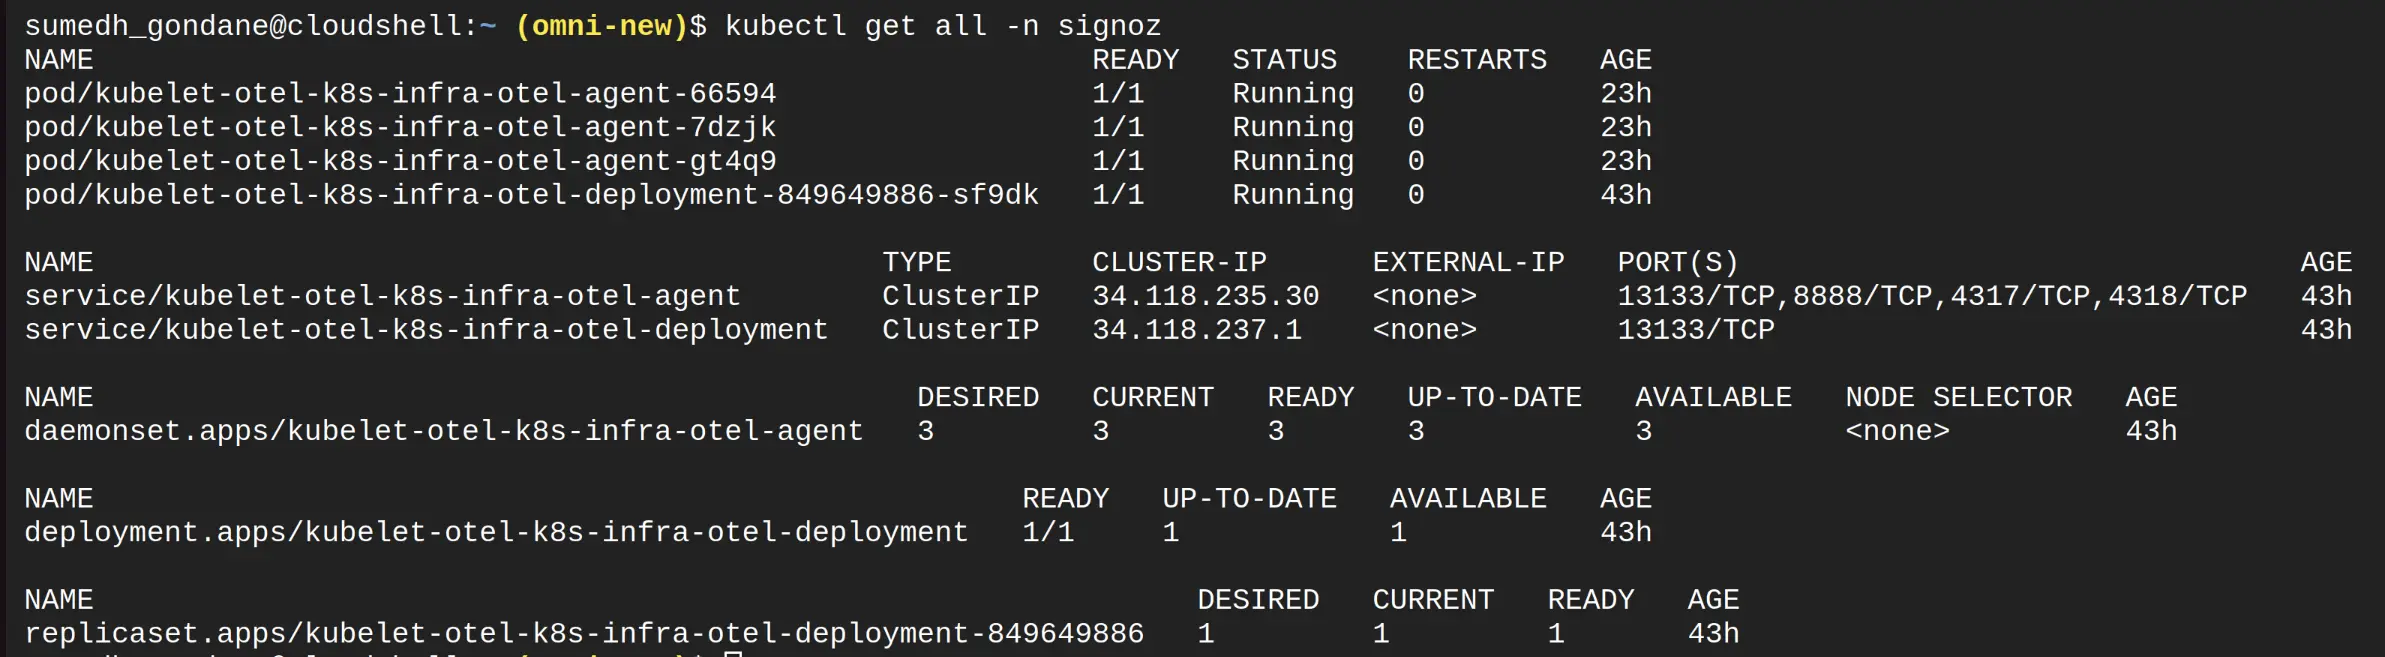 sumedh_gondane@cloudshell:~ (omni-new)$ kubectl get all -n signoz
NAME READY STATUS RESTARTS AGE
pod/kubelet-otel-k8s-infra-otel-agent-66594 1/1 Running 0 23h
pod/kubelet-otel-k8s-infra-otel-agent-7dzjk 1/1 Running 0 23h
pod/kubelet-otel-k8s-infra-otel-agent-gt4q9 1/1 Running 0 23h
pod/kubelet-otel-k8s-infra-otel-deployment-849649886-sf9dk 1/1 Running 0 43h
NAME TYPE CLUSTER-IP EXTERNAL-IP PORT(S) AGE
service/kubelet-otel-k8s-infra-otel-agent ClusterIP 34.118.235.30 <none> 13133/TCP,8888/TCP,4317/TCP,4318/TCP 43h
service/kubelet-otel-k8s-infra-otel-deployment ClusterIP 34.118.237.1 <none> 13133/TCP 43h
NAME DESIRED CURRENT READY UP-TO-DATE AVAILABLE NODE SELECTOR AGE
daemonset.apps/kubelet-otel-k8s-infra-otel-agent 3 3 3 3 3 <none> 43h
NAME READY UP-TO-DATE AVAILABLE AGE
deployment.apps/kubelet-otel-k8s-infra-otel-deployment 1/1 1 1 43h
NAME DESIRED CURRENT READY AGE
replicaset.apps/kubelet-otel-k8s-infra-otel-deployment-849649886 1 1 1 43h